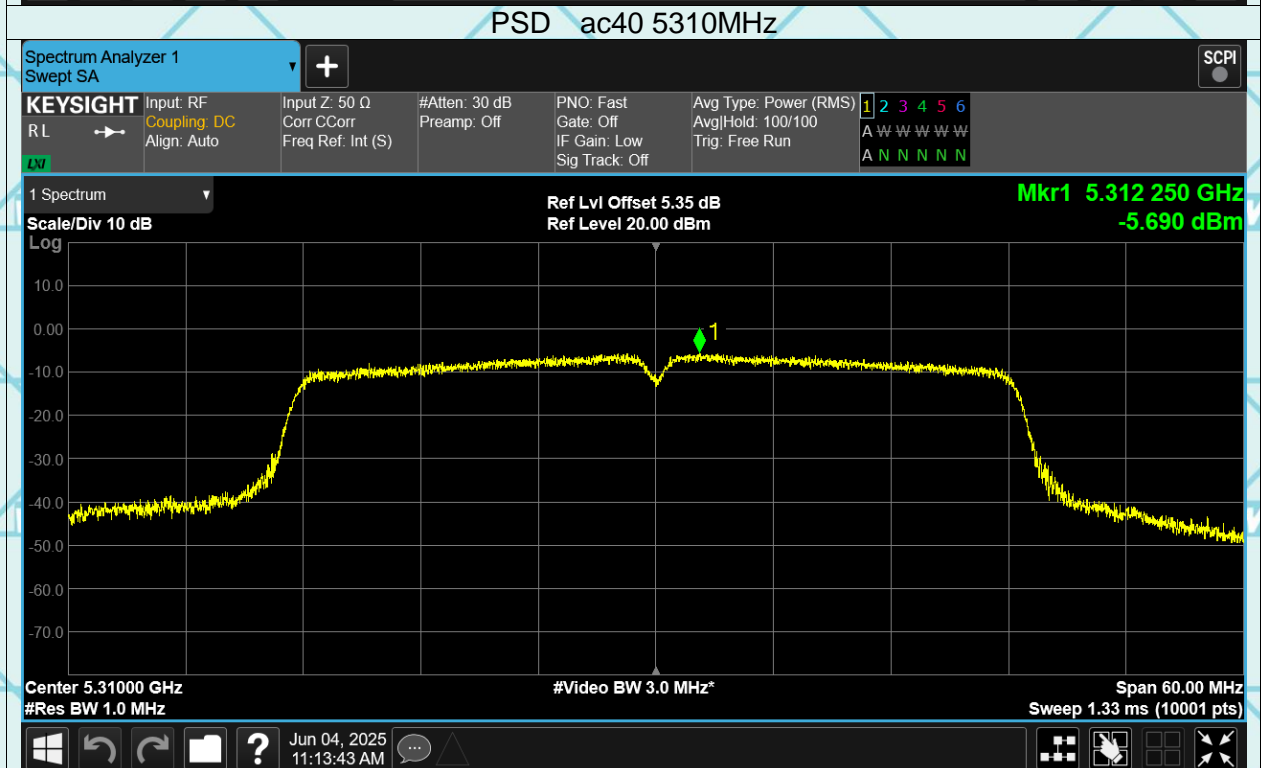 PSD ac40 5310MHz
Spectrum Analyzer 1
Swept SA
+
SCPI
KEYSIGHT
R L
LXI
Input: RF
Coupling: DC
Align: Auto
Input Z: 50 Ω
Corr CCorr
Freq Ref: Int (S)
#Atten: 30 dB
Preamp: Off
PNO: Fast
Gate: Off
IF Gain: Low
Sig Track: Off
Avg Type: Power (RMS)
Avg|Hold: 100/100
Trig: Free Run
1 2 3 4 5 6
A W W W W W
A N N N N N
1 Spectrum
Scale/Div 10 dB
Log
Ref Lvl Offset 5.35 dB
Ref Level 20.00 dBm
Mkr1 5.312 250 GHz
-5.690 dBm
10.0
0.00
-10.0
-20.0
-30.0
-40.0
-50.0
-60.0
-70.0
1
Center 5.31000 GHz
#Res BW 1.0 MHz
#Video BW 3.0 MHz*
Span 60.00 MHz
Sweep 1.33 ms (10001 pts)
?
Jun 04, 2025
11:13:43 AM